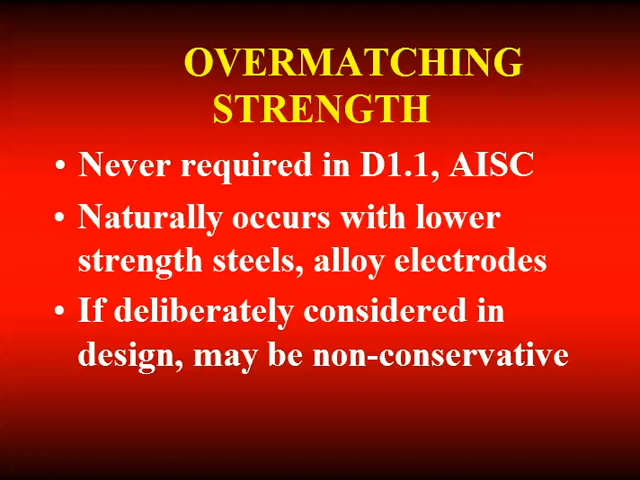 OVERMATCHING
STRENGTH
• Never required in D1.1, AISC
• Naturally occurs with lower
strength steels, alloy electrodes
• If deliberately considered in
design, may be non-conservative